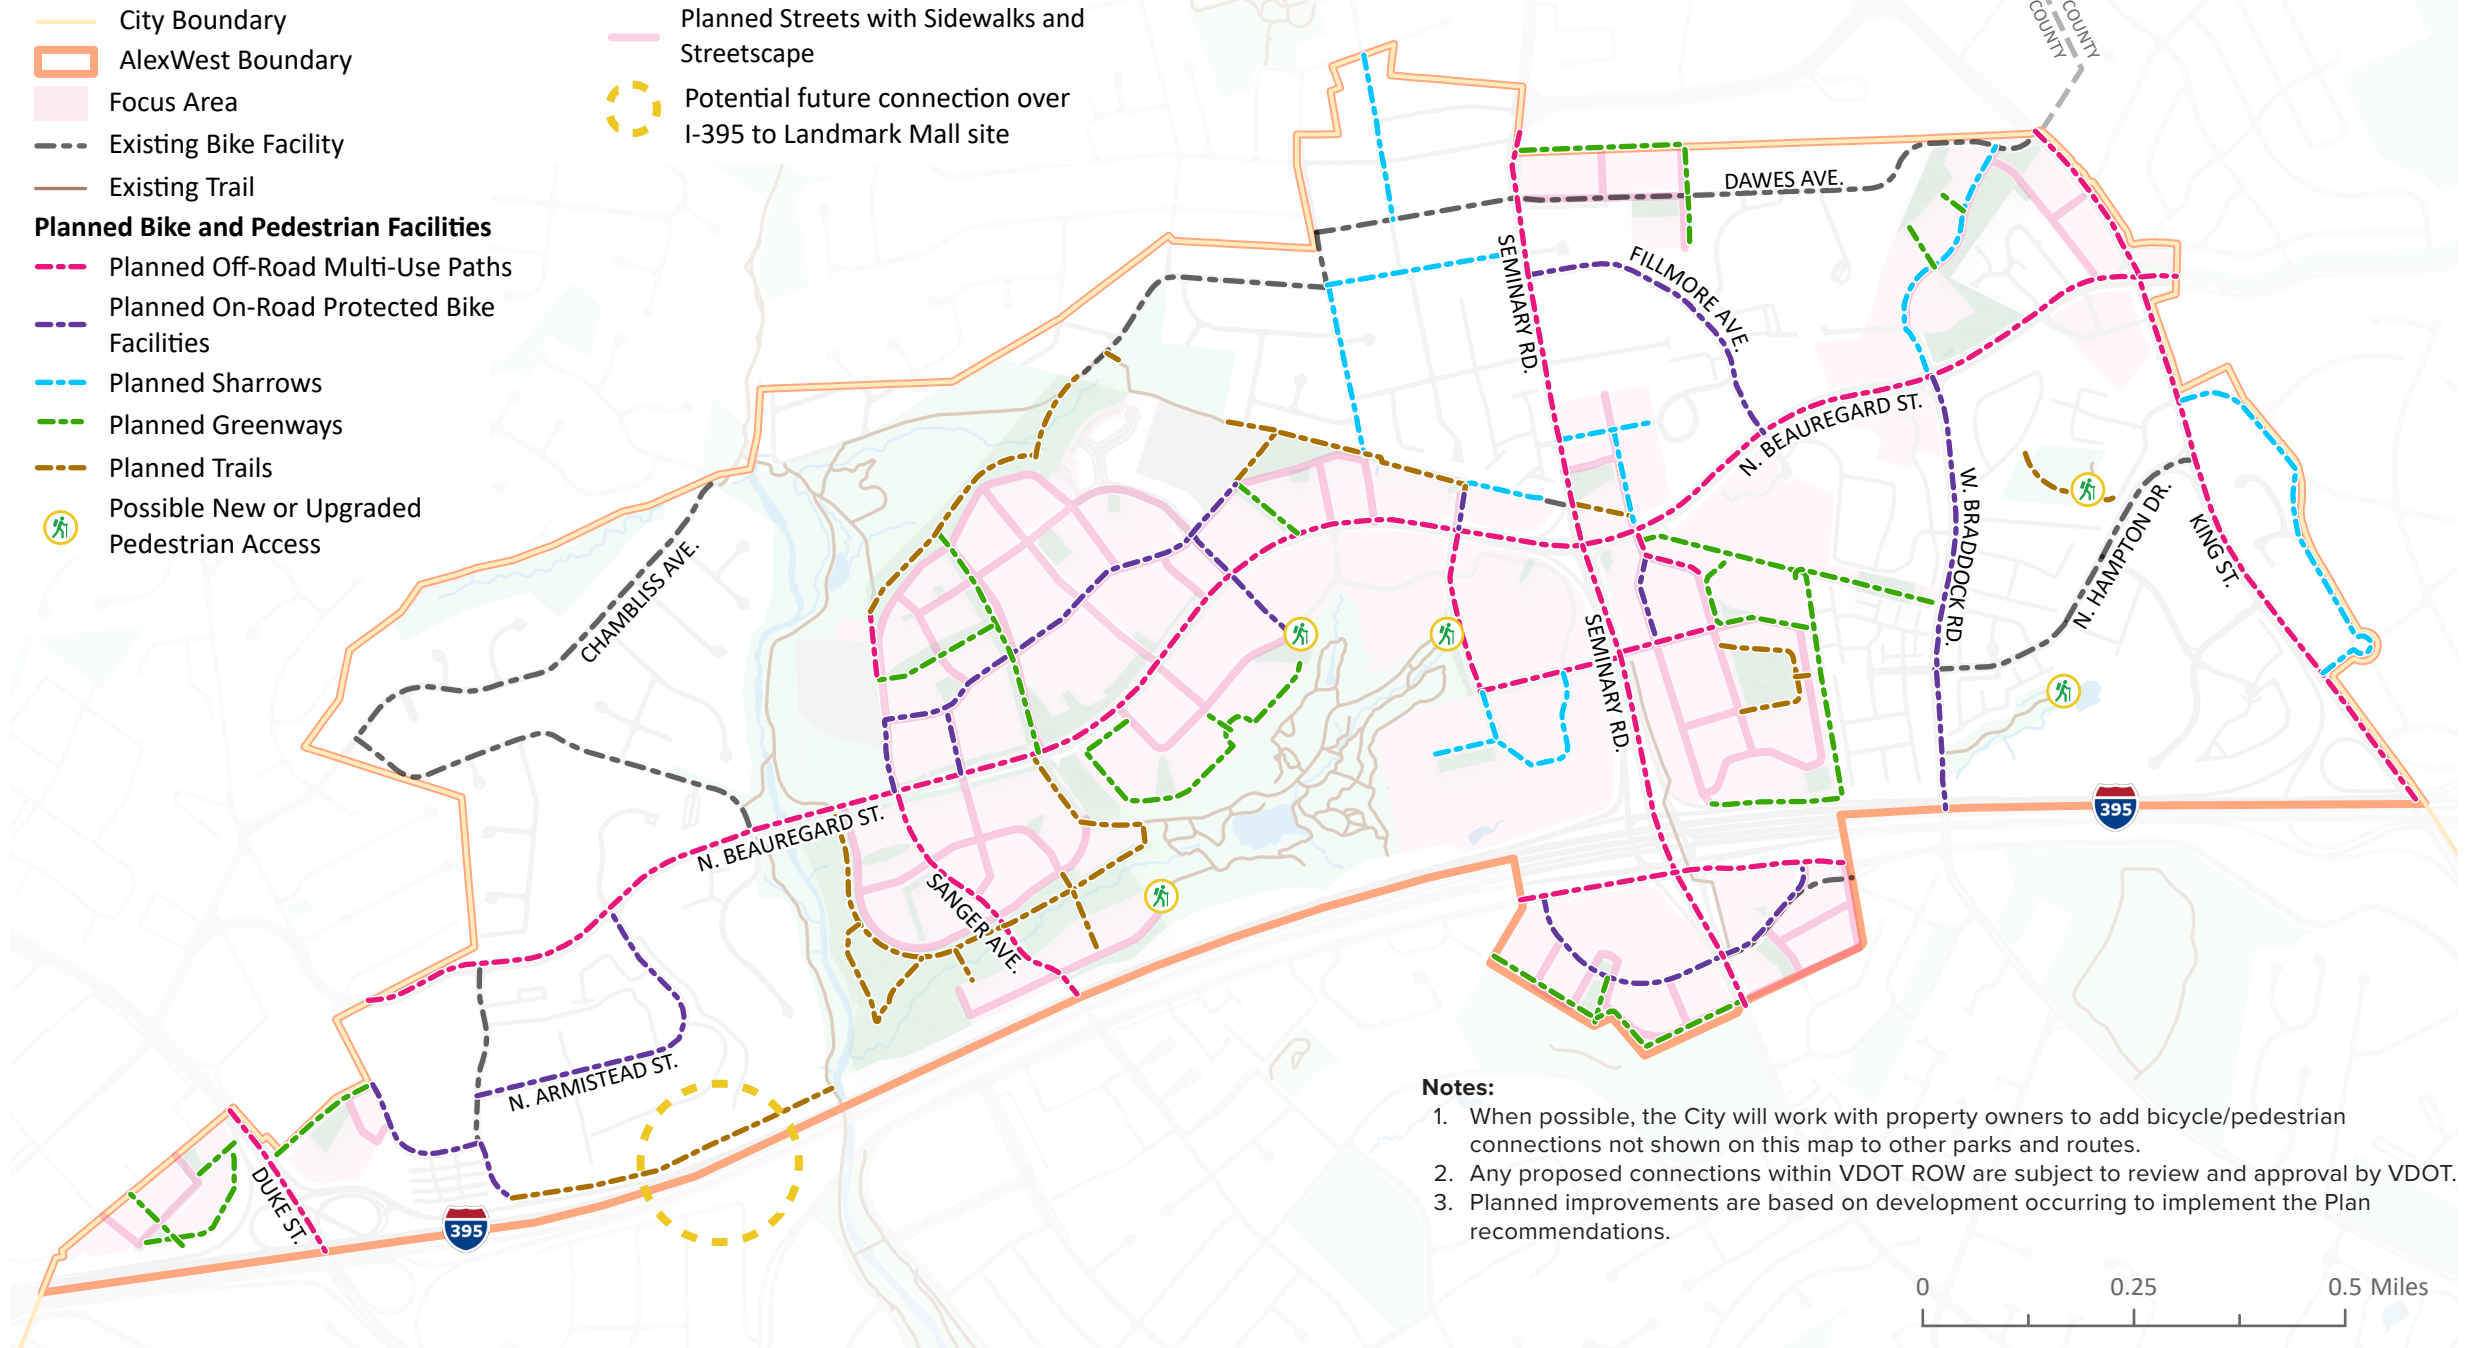 City Boundary
AlexWest Boundary
Focus Area
Existing Bike Facility
Existing Trail
Planned Bike and Pedestrian Facilities
Planned Off-Road Multi-Use Paths
Planned On-Road Protected Bike
Facilities
Planned Sharrows
Planned Greenways
Planned Trails
Possible New or Upgraded
Pedestrian Access
Planned Streets with Sidewalks and
Streetscape
Potential future connection over
I-395 to Landmark Mall site
COUNTY
COUNTY
DAWES AVE.
SEMINARY RD.
FILLMORE AVE.
N. BEAUREGARD ST.
W. BRADDOCK RD.
N. HAMPTON DR.
KING ST.
CHAMBLISS AVE.
SEMINARY RD.
395
N. BEAUREGARD ST.
SANGER AVE.
N. ARMISTEAD ST.
DUKE ST.
395
Notes:
1. When possible, the City will work with property owners to add bicycle/pedestrian
connections not shown on this map to other parks and routes.
2. Any proposed connections within VDOT ROW are subject to review and approval by VDOT.
3. Planned improvements are based on development occurring to implement the Plan
recommendations.
0 0.25 0.5 Miles